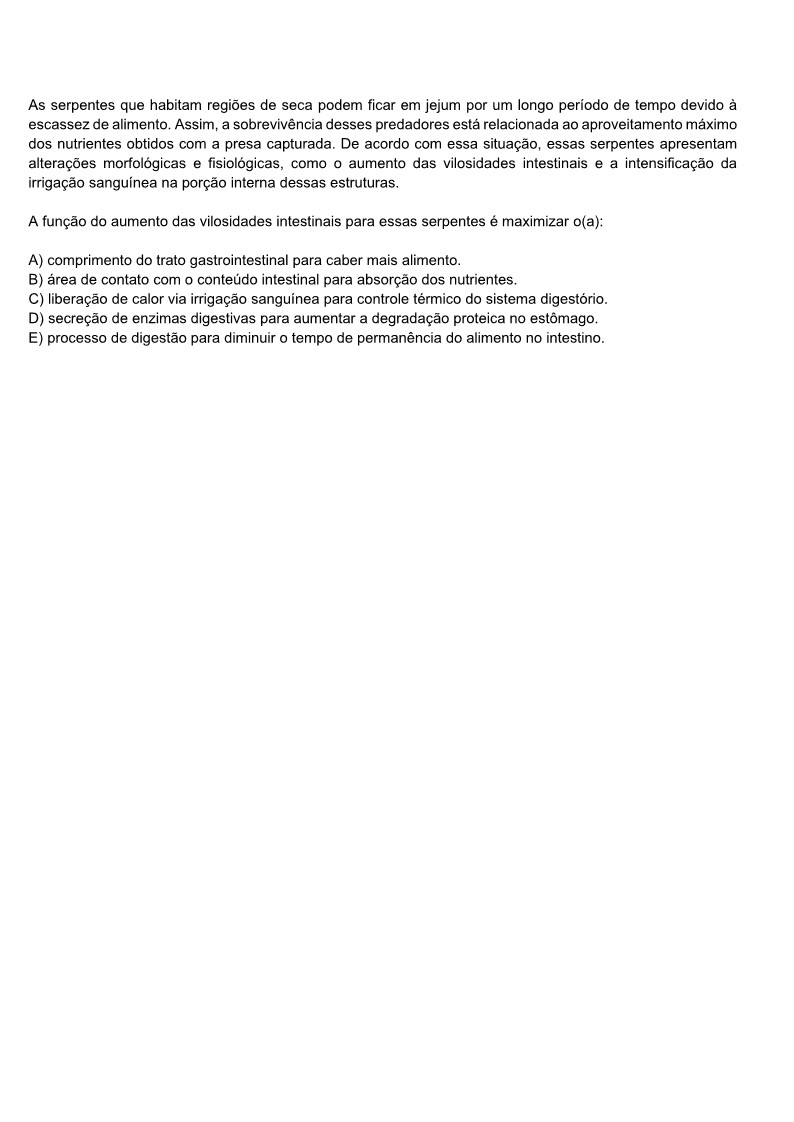 As serpentes que habitam regiões de seca podem ficar em jejum por um longo período de tempo devido à
escassez de alimento. Assim, a sobrevivência desses predadores está relacionada ao aproveitamento máximo
dos nutrientes obtidos com a presa capturada. De acordo com essa situação, essas serpentes apresentam
alterações morfológicas e fisiológicas, como o aumento das vilosidades intestinais e a intensificação da
irrigação sanguínea na porção interna dessas estruturas.
A função do aumento das vilosidades intestinais para essas serpentes é maximizar o(a):
A) comprimento do trato gastrointestinal para caber mais alimento.
B) área de contato com o conteúdo intestinal para absorção dos nutrientes.
C) liberação de calor via irrigação sanguínea para controle térmico do sistema digestório.
D) secreção de enzimas digestivas para aumentar a degradação proteica no estômago.
E) processo de digestão para diminuir o tempo de permanência do alimento no intestino.